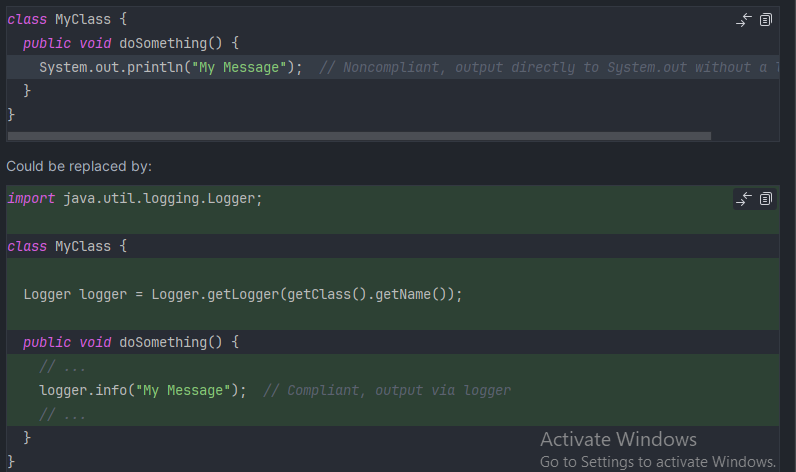 class MyClass {
public void doSomething() {
System.out.println("My Message");  // Noncompliant, output directly to System.out without a
}
}
Could be replaced by:
import java.util.logging.Logger;
class MyClass {
Logger logger = Logger.getLogger(getClass().getName());
public void doSomething() {
// ...
logger.info("My Message");  // Compliant, output via logger
// ...
}
}
Activate Windows
Go to Settings to activate Windows.